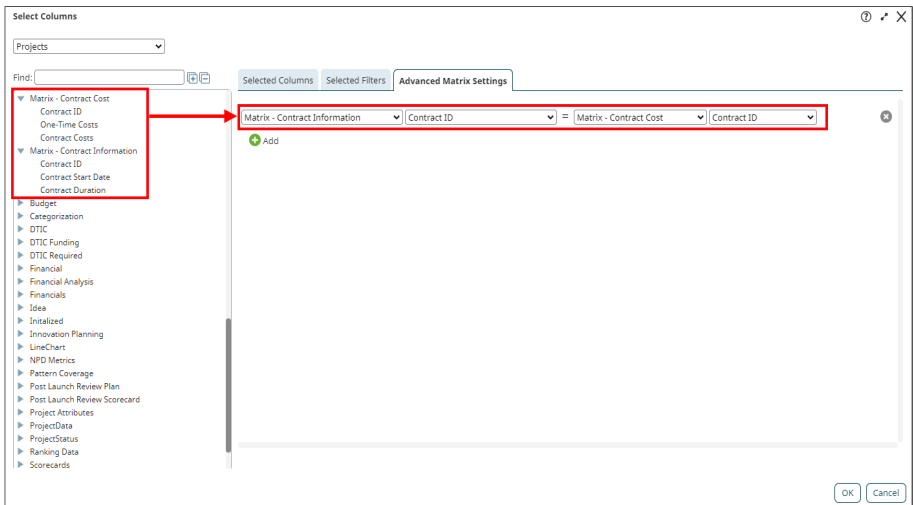 Select Columns
Projects
Find:
Matrix - Contract Cost
Contract ID
One-Time Costs
Contract Costs
Matrix - Contract Information
Contract ID
Contract Start Date
Contract Duration
Budget
Categorization
DTIC
DTIC Funding
DTIC Required
Financial
Financial Analysis
Financials
Idea
Initalized
Innovation Planning
LineChart
NPD Metrics
Pattern Coverage
Post Launch Review Plan
Post Launch Review Scorecard
Project Attributes
ProjectData
ProjectStatus
Ranking Data
Scorecards
Selected Columns Selected Filters Advanced Matrix Settings
Matrix - Contract Information Contract ID = Matrix - Contract Cost Contract ID
Add
OK Cancel